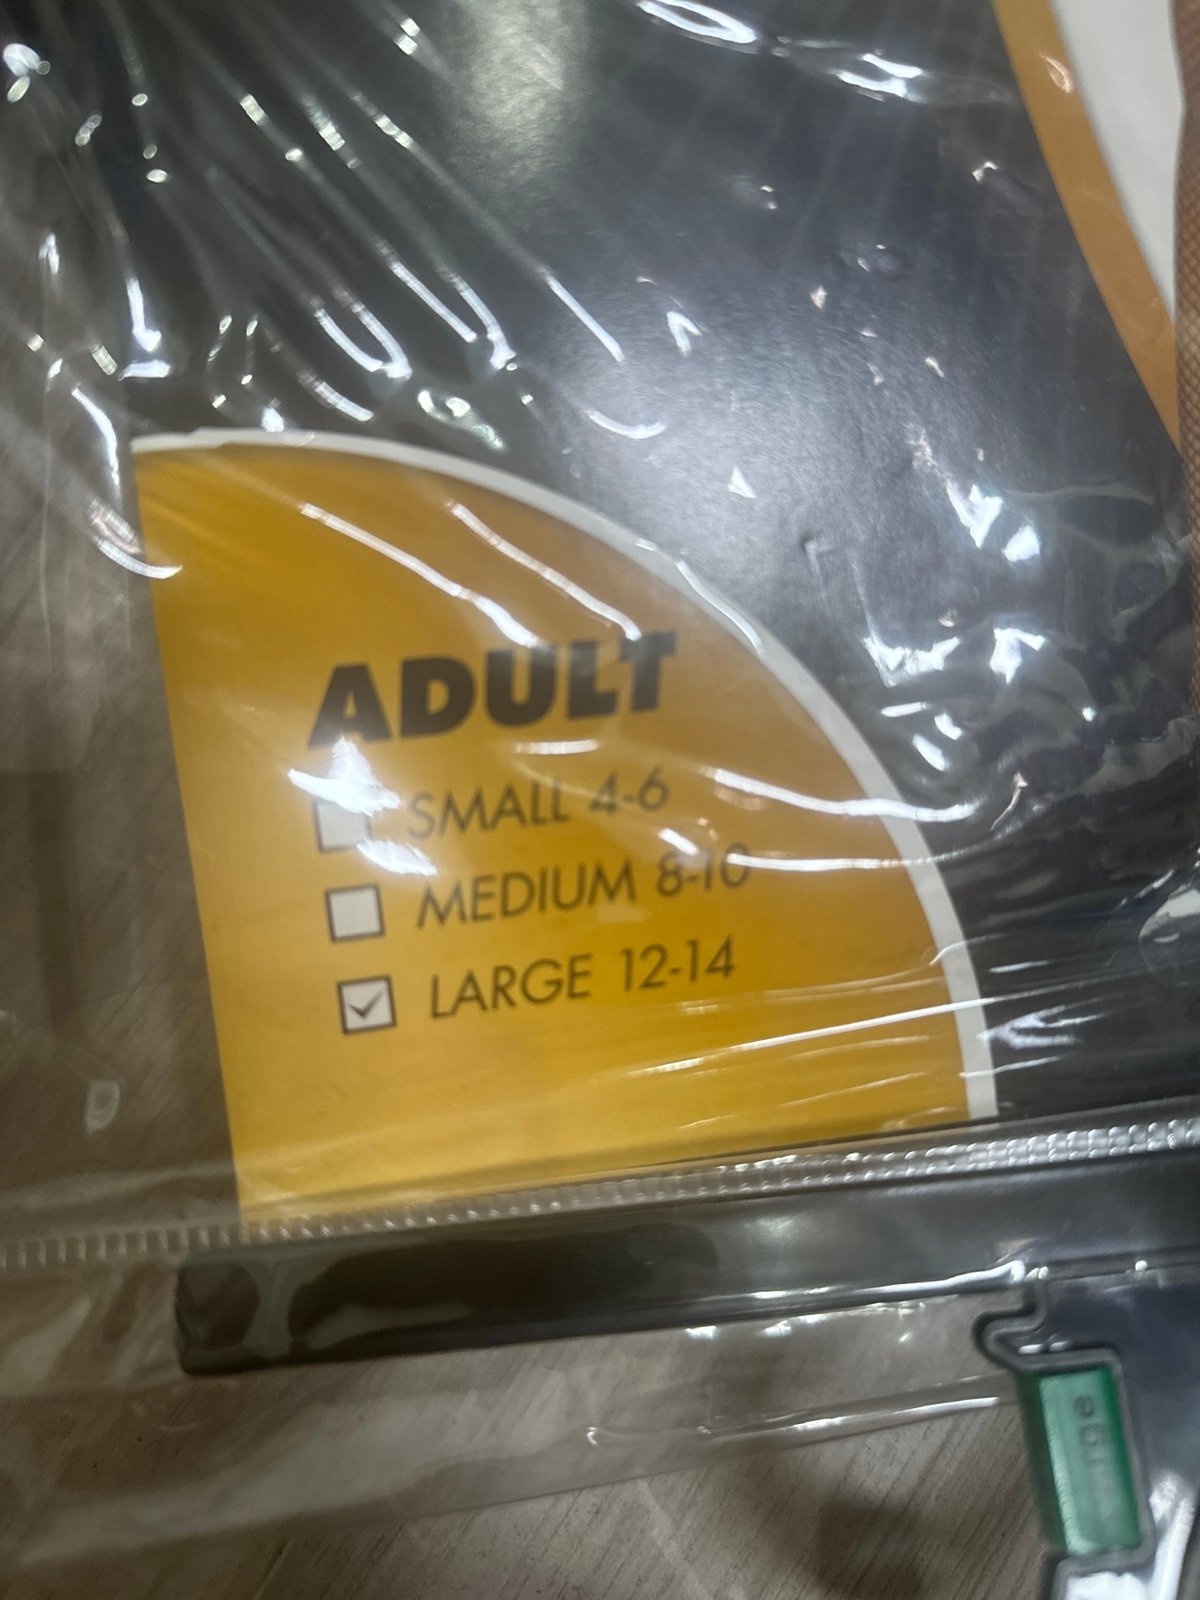 ADULT
SMALL 4-6
MEDIUM 8-10
LARGE 12-14